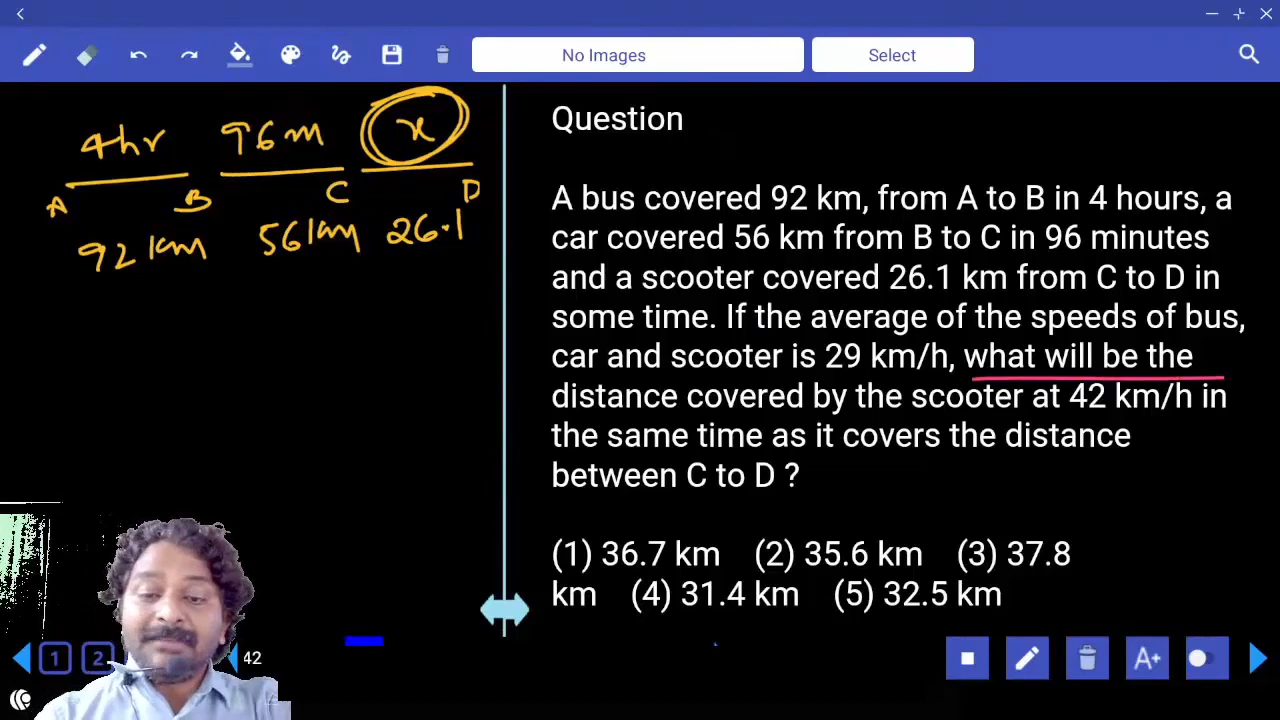 No Images Select
4hr 96m x
A B C D
92 km 56 km 26.1
Question
A bus covered 92 km, from A to B in 4 hours, a
car covered 56 km from B to C in 96 minutes
and a scooter covered 26.1 km from C to D in
some time. If the average of the speeds of bus,
car and scooter is 29 km/h, what will be the
distance covered by the scooter at 42 km/h in
the same time as it covers the distance
between C to D ?
(1) 36.7 km (2) 35.6 km (3) 37.8
km (4) 31.4 km (5) 32.5 km
1 2 42 A+